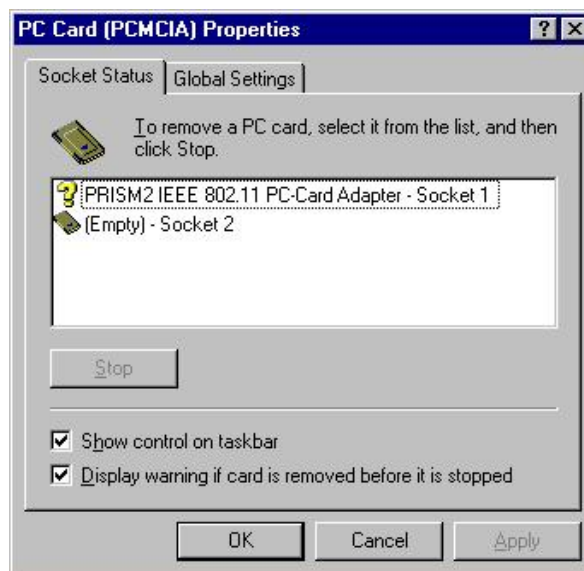 PC Card (PCMCIA) Properties
Socket Status Global Settings
To remove a PC card, select it from the list, and then
click Stop.
PRISM2 IEEE 802.11 PC-Card Adapter - Socket 1
(Empty) - Socket 2
Stop
Show control on taskbar
Display warning if card is removed before it is stopped
OK Cancel Apply